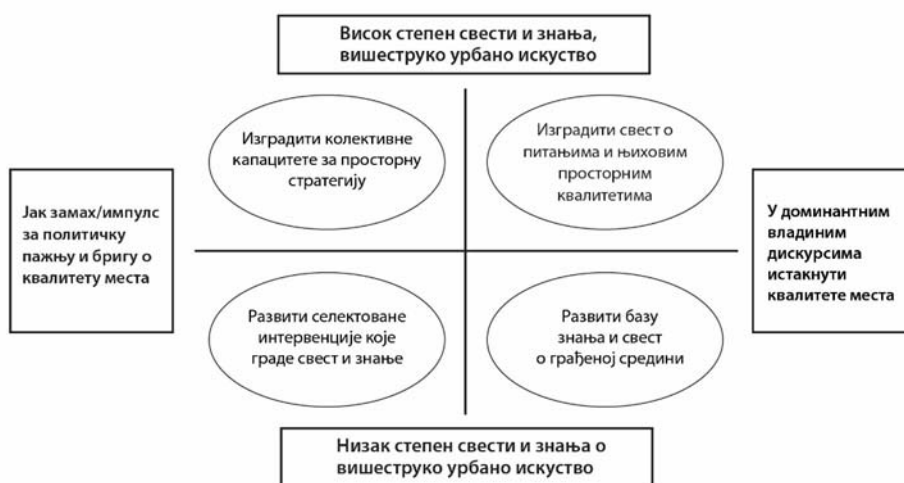 Висок степен свести и знања,
вишеструко урбано искуство
Изградити колективне
капацитете за просторну
стратегију
Изградити свест о
питањима и њиховим
просторним
квалитетима
Јак замах/импулс
за политичку
пажњу и бригу о
квалитету места
У доминантним
владиним
дискурсима
истакнути
квалитете места
Развити селектоване
интервенције које
граде свест и знање
Развити базу
знања и свест
о грађеној средини
Низак степен свести и знања о
вишеструко урбано искуство